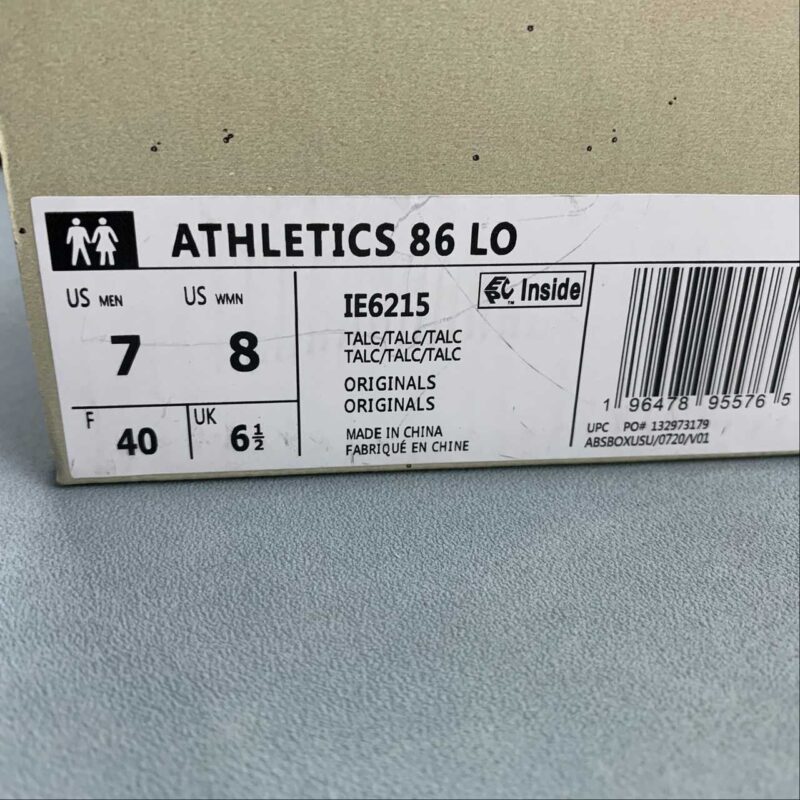 ATHLETICS 86 LO
US MEN
7
US WMN
8
F
40
UK
6½
IE6215
TALC/TALC/TALC
TALC/TALC/TALC
ORIGINALS
ORIGINALS
MADE IN CHINA
FABRIQUÉ EN CHINE
EPC Inside
™
1 96478 95576 5
UPC PO# 132973179
ABSBOXUSU/0720/V01